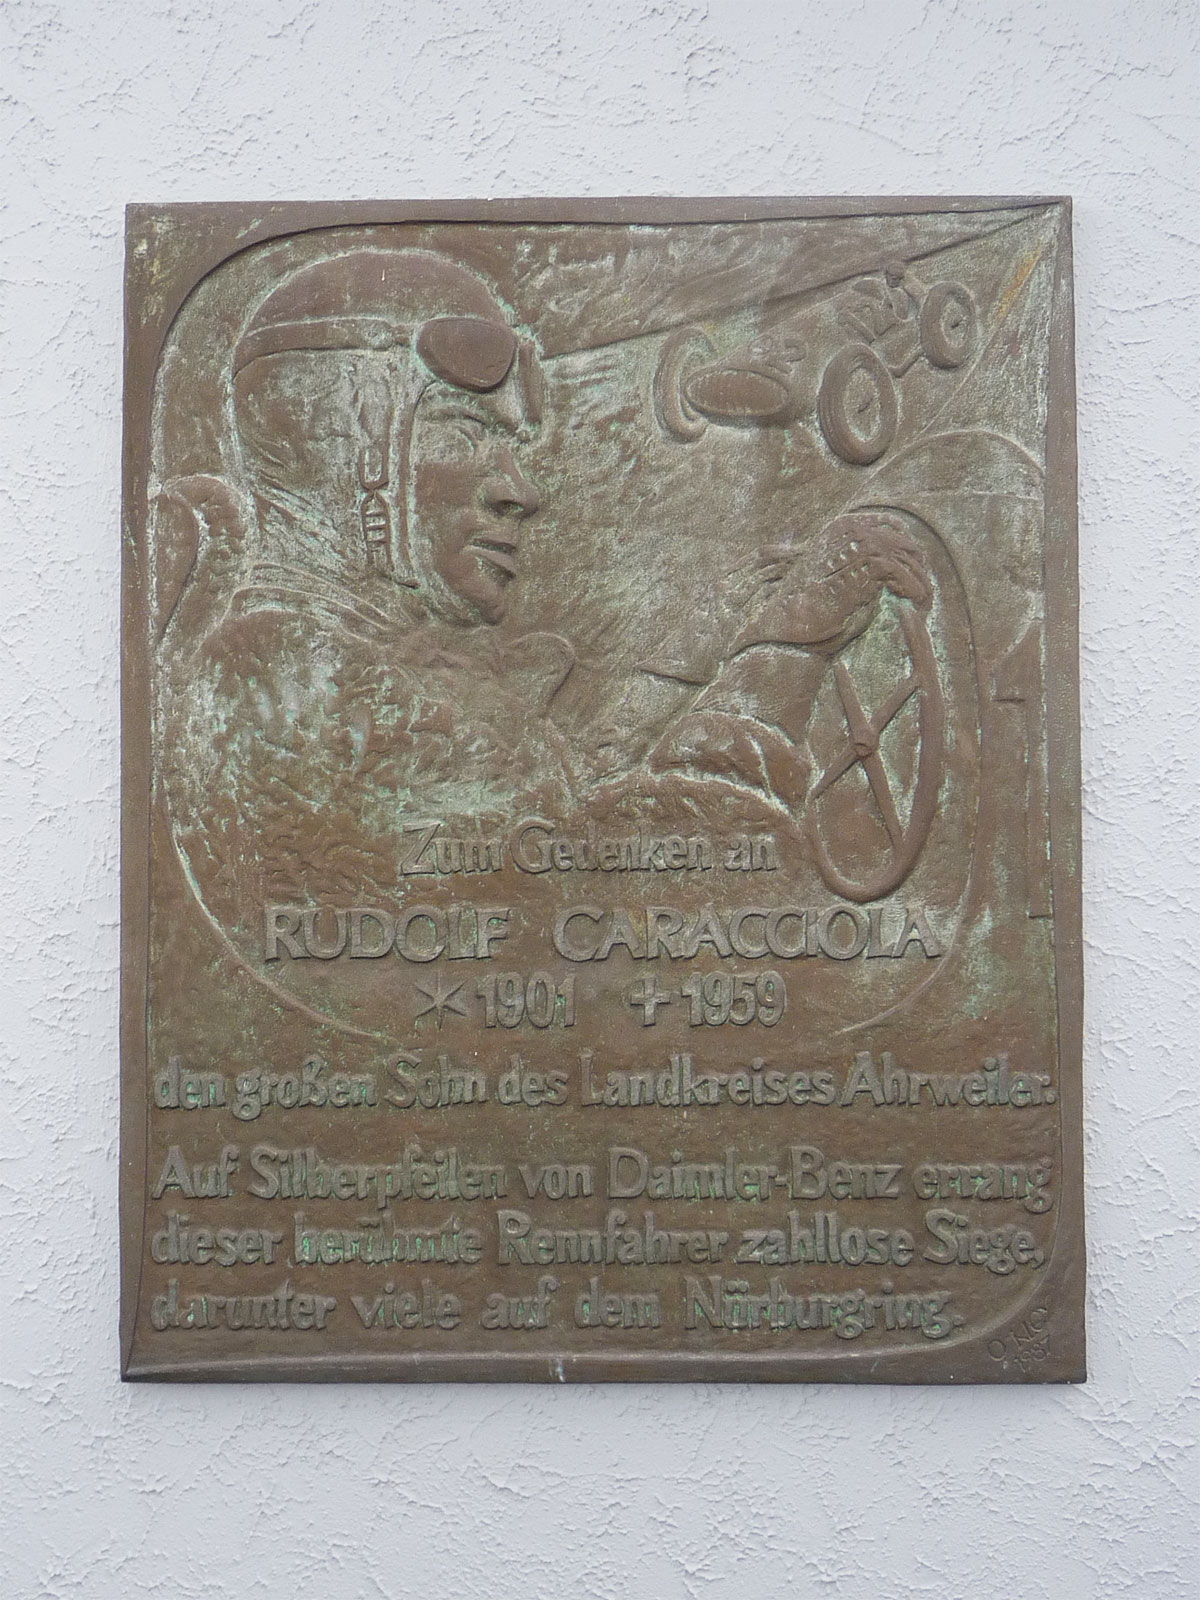 Zum Gedenken an
RUDOLF CARACCIOLA
* 1901 + 1959
den großen Sohn des Landkreises Ahrweiler.
Auf Silberpfeilen von Daimler-Benz errang
dieser berühmte Rennfahrer zahllose Siege,
darunter viele auf dem Nürburgring.
1987